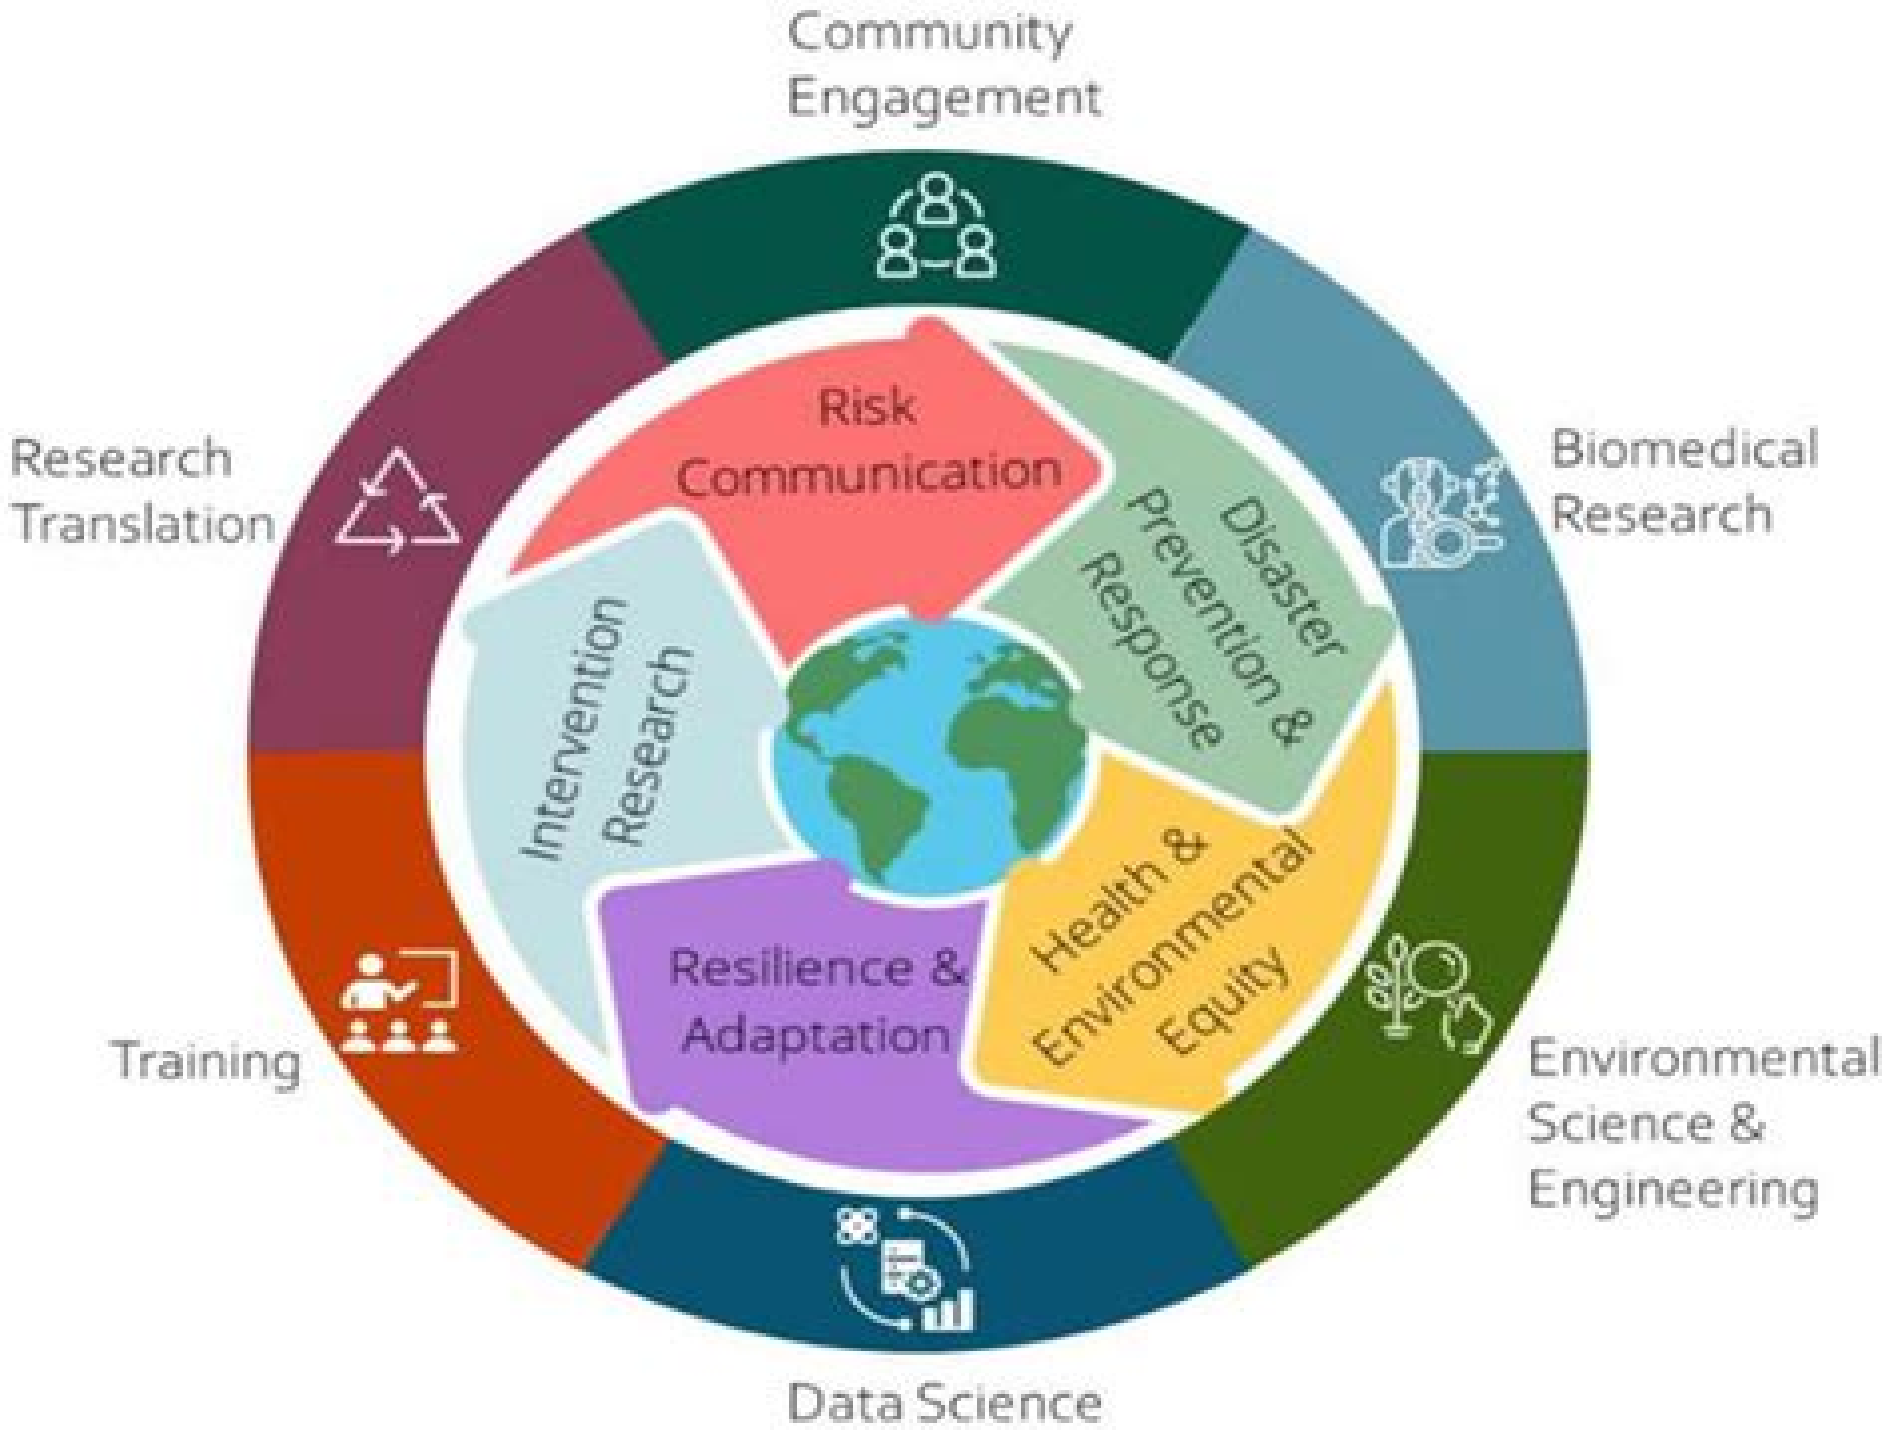 Community
Engagement
Biomedical
Research
Environmental
Science &
Engineering
Data Science
Training
Research
Translation
Risk
Communication
Disaster
Prevention &
Response
Health &
Environmental
Equity
Resilience &
Adaptation
Intervention
Research